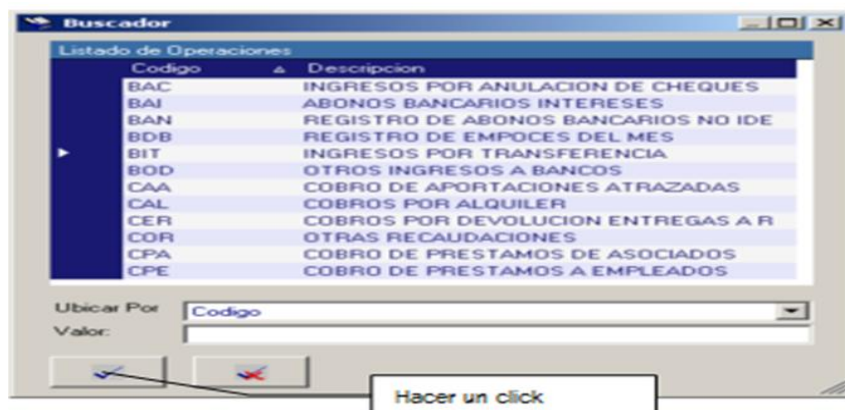 Buscador
Listado de Operaciones
Codigo Descripcion
BAC INGRESOS POR ANULACION DE CHEQUES
BAI ABONOS BANCARIOS INTERESES
BAN REGISTRO DE ABONOS BANCARIOS NO IDE
BDB REGISTRO DE EMPOCES DEL MES
BIT INGRESOS POR TRANSFERENCIA
BOD OTROS INGRESOS A BANCOS
CAA COBRO DE APORTACIONES ATRAZADAS
CAL COBROS POR ALQUILER
CER COBROS POR DEVOLUCION ENTREGAS A R
COR OTRAS RECAUDACIONES
CPA COBRO DE PRESTAMOS DE ASOCIADOS
CPE COBRO DE PRESTAMOS A EMPLEADOS
Ubicar Por Codigo
Valor:
Hacer un click